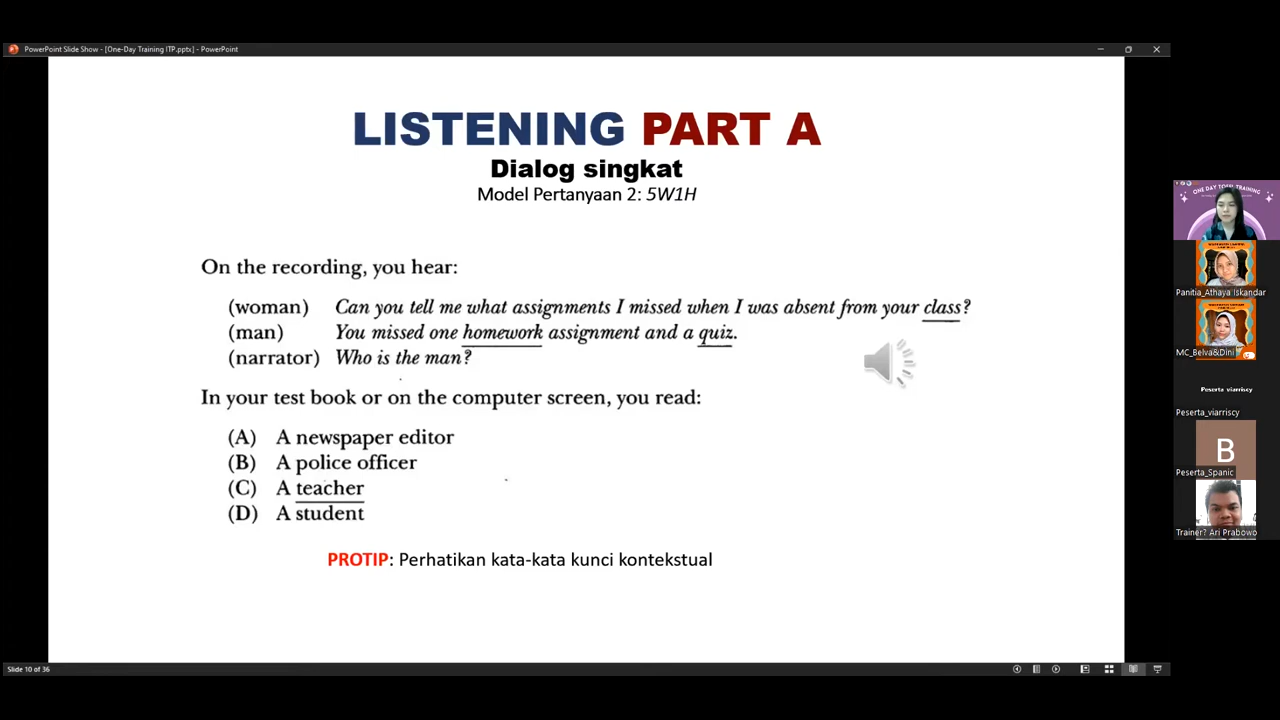 PowerPoint Slide Show - [One-Day Training ITP.pptx] - PowerPoint
LISTENING PART A
Dialog singkat
Model Pertanyaan 2: 5W1H
On the recording, you hear:
(woman) Can you tell me what assignments I missed when I was absent from your class?
(man) You missed one homework assignment and a quiz.
(narrator) Who is the man?
In your test book or on the computer screen, you read:
(A) A newspaper editor
(B) A police officer
(C) A teacher
(D) A student
PROTIP: Perhatikan kata-kata kunci kontekstual
Slide 10 of 36
ONE DAY TOEFL TRAINING
Panitia_Athaya Iskandar
MC_Belva&Dini
Peserta viarriscy
Peserta_viarriscy
B
Peserta_Spanic
Trainer? Ari Prabowo